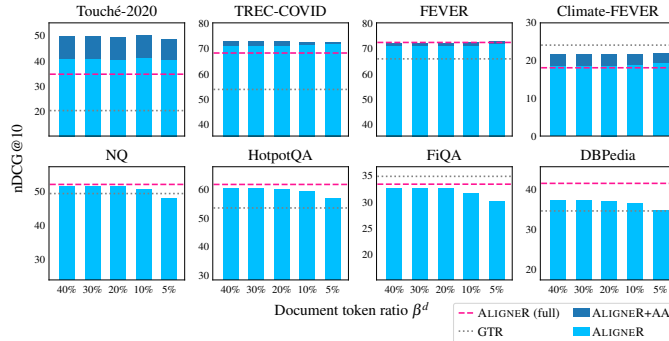 Touché-2020 TREC-COVID FEVER Climate-FEVER
50 40 30 20 10
80 70 60 50 40
80 70 60 50 40
30 20 10 0
nDCG@10
NQ HotpotQA FiQA DBPedia
50 40 30
60 50 40 30
35 30 25 20
40 30 20
40% 30% 20% 10% 5% 40% 30% 20% 10% 5% 40% 30% 20% 10% 5% 40% 30% 20% 10% 5%
Document token ratio β^d
ALIGNER (full) ALIGNER+AA
GTR ALIGNER